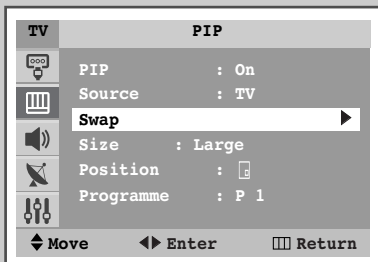 TV PIP
PIP : On
Source : TV
Swap
Size : Large
Position :
Programme : P 1
Move Enter Return